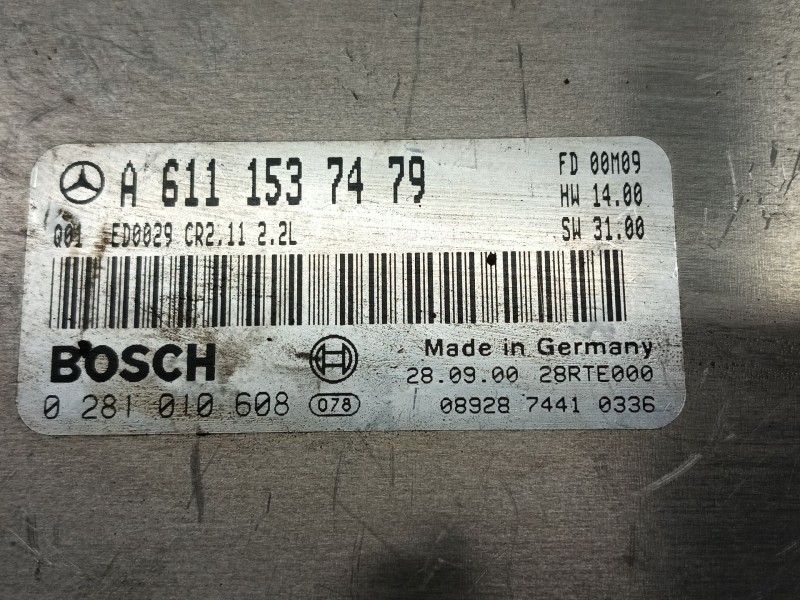 A 611 153 74 79
FD 00M09
HW 14.00
Q01 ED0029 CR2.11 2.2L
SW 31.00
BOSCH
Made in Germany
28.09.00 28RTE000
0 281 010 608 078
08928 7441 0336